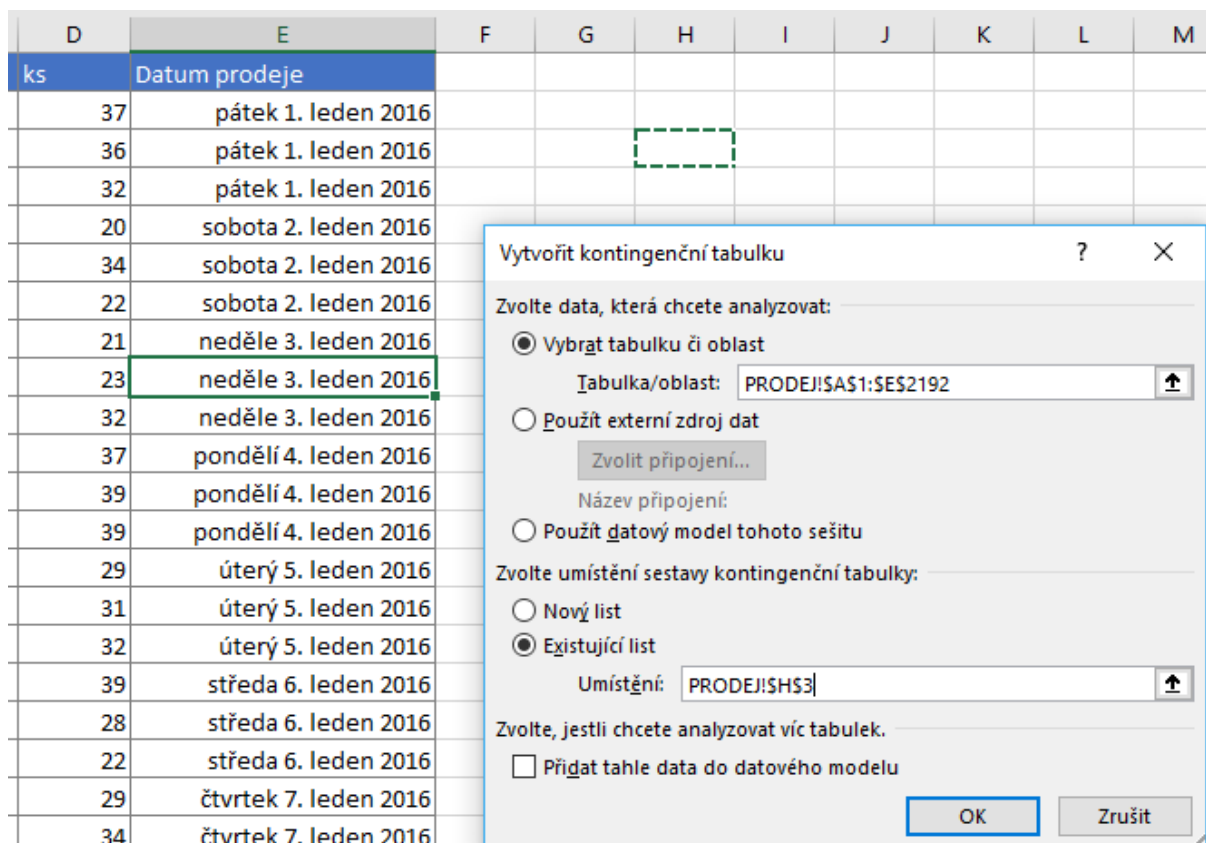 D E F G H I J K L M
ks Datum prodeje
37 pátek 1. leden 2016
36 pátek 1. leden 2016
32 pátek 1. leden 2016
20 sobota 2. leden 2016
34 sobota 2. leden 2016
22 sobota 2. leden 2016
21 neděle 3. leden 2016
23 neděle 3. leden 2016
32 neděle 3. leden 2016
37 pondělí 4. leden 2016
39 pondělí 4. leden 2016
39 pondělí 4. leden 2016
29 úterý 5. leden 2016
31 úterý 5. leden 2016
32 úterý 5. leden 2016
39 středa 6. leden 2016
28 středa 6. leden 2016
22 středa 6. leden 2016
29 čtvrtek 7. leden 2016
34 čtvrtek 7. leden 2016
Vytvořit kontingenční tabulku ?
Zvolte data, která chcete analyzovat:
Vybrat tabulku či oblast
Tabulka/oblast: PRODEJ!$A$1:$E$2192
Použít externí zdroj dat
Zvolit připojení...
Název připojení:
Použít datový model tohoto sešitu
Zvolte umístění sestavy kontingenční tabulky:
Nový list
Existující list
Umístění: PRODEJ!$H$3
Zvolte, jestli chcete analyzovat víc tabulek.
Přidat tahle data do datového modelu
OK Zrušit